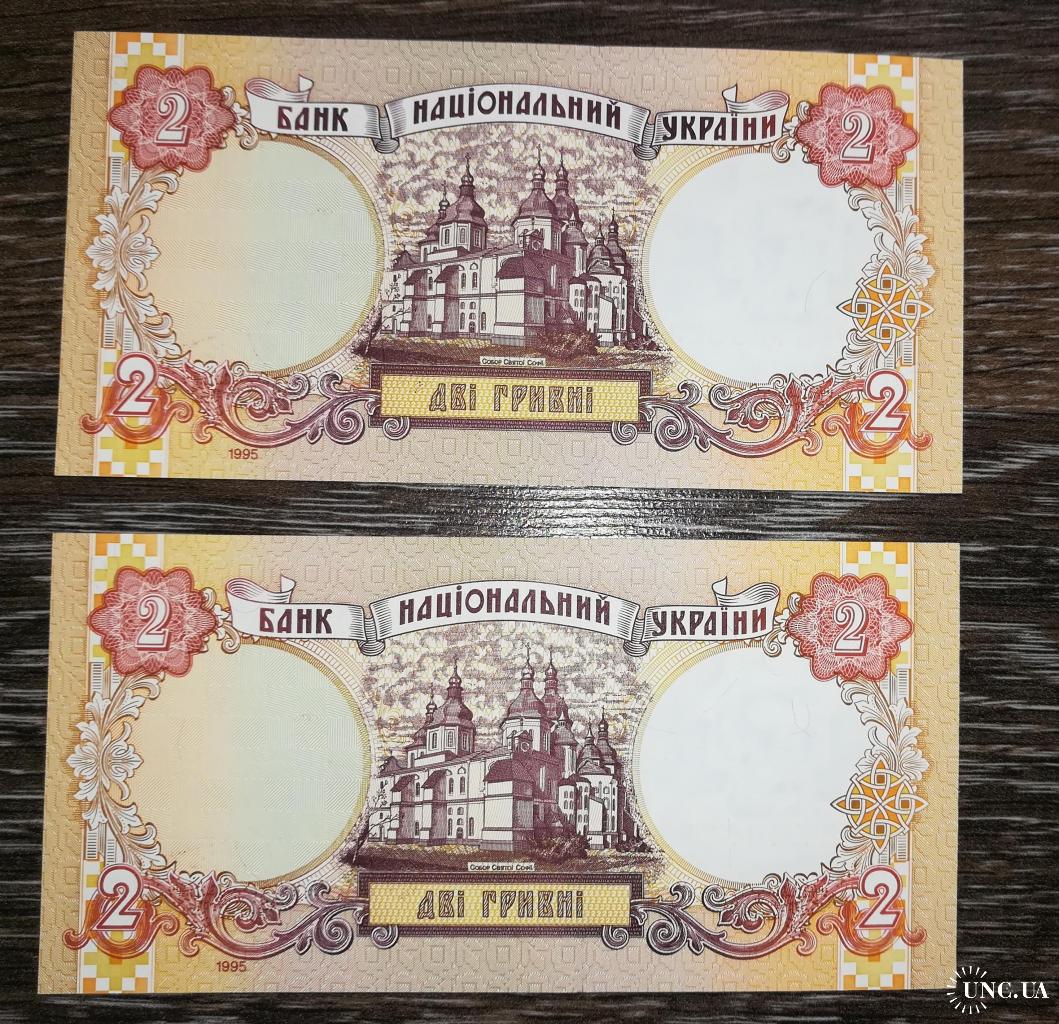 2 БАНК НАЦІОНАЛЬНИЙ УКРАЇНИ 2
Собор Святої Софії
2 ДВІ ГРИВНІ 2
1995
2 БАНК НАЦІОНАЛЬНИЙ УКРАЇНИ 2
Собор Святої Софії
2 ДВІ ГРИВНІ 2
1995
UNC.UA